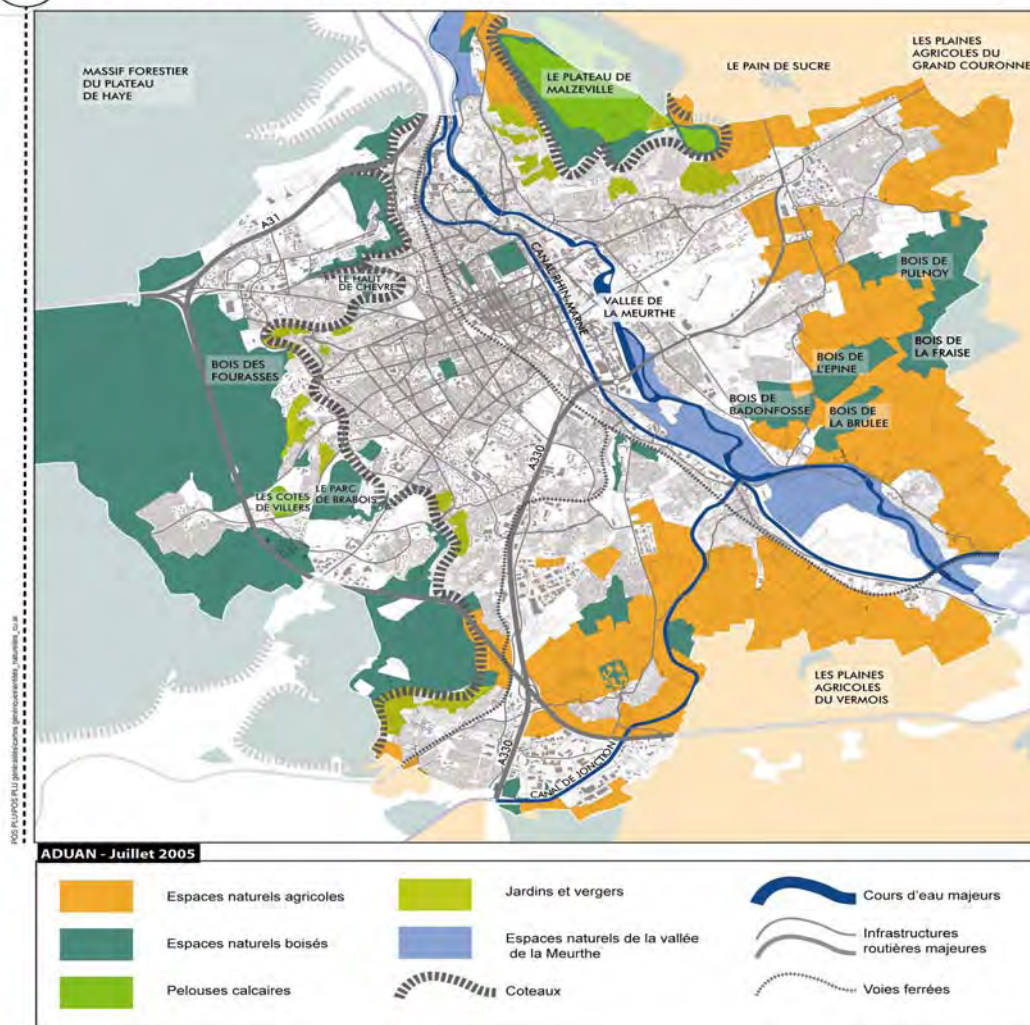 MASSIF FORESTIER
DU PLATEAU
DE HAYE
LE PLATEAU DE
MALZEVILLE
LE PAIN DE SUCRE
LES PLAINES
AGRICOLES DU
GRAND COURONNE
A31
LE HAUT
DE CHEVRE
CANAL RHIN-MARNE
VALLEE DE
LA MEURTHE
BOIS DE
PULNOY
BOIS DE
LA FRAISE
BOIS DE
L'EPINE
BOIS DE
BADONFOSSE
BOIS DE
LA BRULEE
BOIS DES
FOURASSES
A330
LES COTES
DE VILLERS
LE PARC
DE BRABOIS
LES PLAINES
AGRICOLES
DU VERMOIS
A330
CANAL DE JONCTION
ADUAN - Juillet 2005
Espaces naturels agricoles
Espaces naturels boisés
Pelouses calcaires
Jardins et vergers
Espaces naturels de la vallée
de la Meurthe
Coteaux
Cours d'eau majeurs
Infrastructures
routières majeures
Voies ferrées